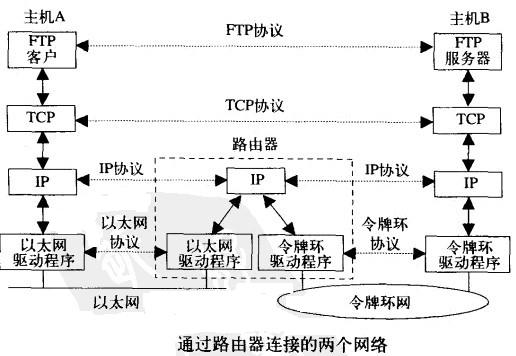 主机A
主机B
FTP
客户
FTP协议
FTP
服务器
TCP
TCP协议
TCP
路由器
IP
IP协议
IP
IP协议
IP
以太网
驱动程序
以太网
协议
以太网
驱动程序
令牌环
驱动程序
令牌环
协议
令牌环
驱动程序
以太网
令牌环网
通过路由器连接的两个网络